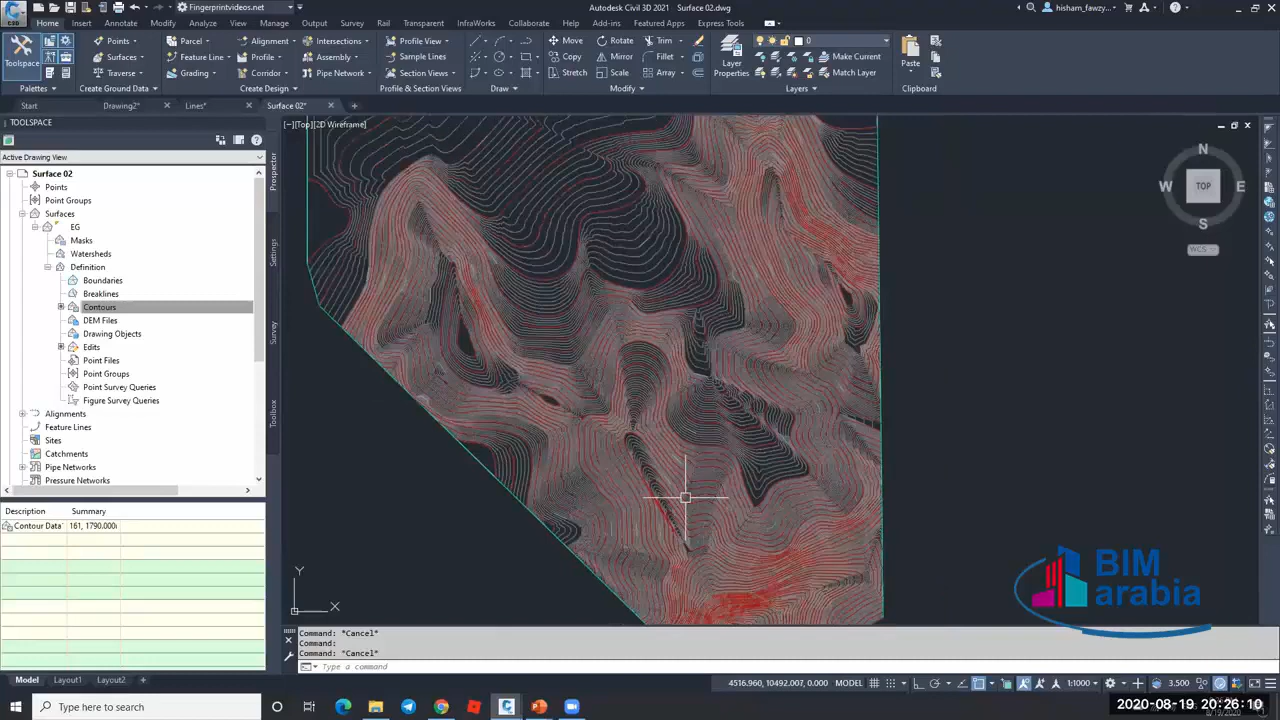 Fingerprintvideos.net
Autodesk Civil 3D 2021 Surface 02.dwg
hisham_fawzy...
Home Insert Annotate Modify Analyze View Manage Output Survey Rail Transparent InfraWorks Collaborate Help Add-ins Featured Apps Express Tools
Toolspace
Points
Surfaces
Traverse
Parcel
Feature Line
Grading
Alignment
Profile
Corridor
Intersections
Assembly
Pipe Network
Profile View
Sample Lines
Section Views
Move
Copy
Stretch
Rotate
Mirror
Scale
Trim
Fillet
Array
Layer
Properties
0
Make Current
Match Layer
Paste
Palettes Create Ground Data Create Design Profile & Section Views Draw Modify Layers Clipboard
Start Drawing2* Lines* Surface 02*
TOOLSPACE
[−][Top][2D Wireframe]
Active Drawing View
Surface 02
Points
Point Groups
Surfaces
EG
Masks
Watersheds
Definition
Boundaries
Breaklines
Contours
DEM Files
Drawing Objects
Edits
Point Files
Point Groups
Point Survey Queries
Figure Survey Queries
Alignments
Feature Lines
Sites
Catchments
Pipe Networks
Pressure Networks
Prospector
Settings
Survey
Toolbox
N
W TOP E
S
WCS
Description Summary
Contour Data 161, 1790.000
Y
X
BIM
arabia
Command: *Cancel*
Command:
Command: *Cancel*
Type a command
Model Layout1 Layout2
4516.960, 10492.007, 0.000 MODEL 1:1000 3.500
Type here to search
2020-08-19 20:26:10